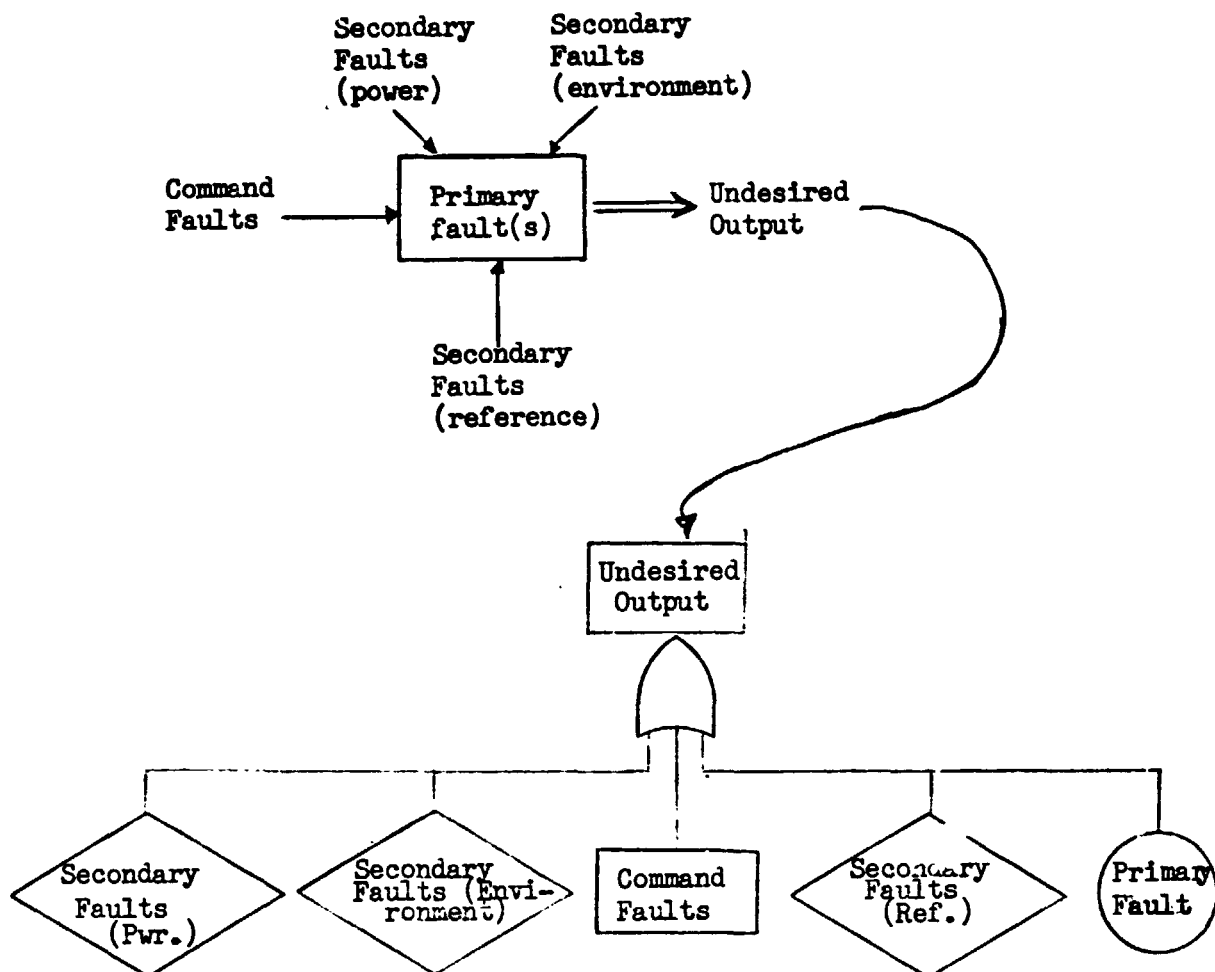 Secondary
Faults
(power)
Secondary
Faults
(environment)
Command
Faults
Primary
fault(s)
Undesired
Output
Secondary
Faults
(reference)
Undesired
Output
Secondary
Faults
(Pwr.)
Secondary
Faults (Envi-
ronment)
Command
Faults
Secondary
Faults
(Ref.)
Primary
Fault